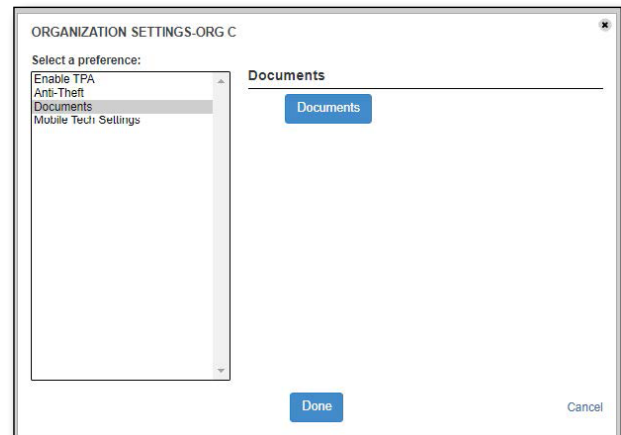 ORGANIZATION SETTINGS-ORG C
Select a preference:
Enable TPA
Anti-Theft
Documents
Mobile Tech Settings
Documents
Documents
Done
Cancel